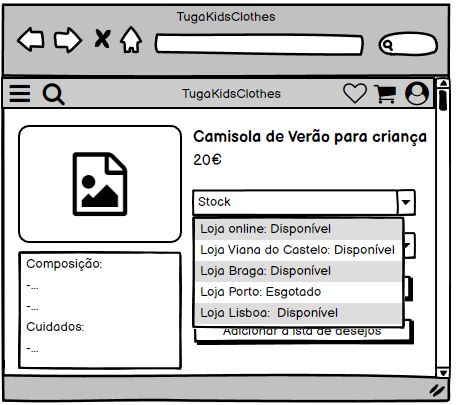 TugaKidsClothes
TugaKidsClothes
Camisola de Verão para criança
20€
Stock
Loja online: Disponível
Loja Viana do Castelo: Disponível
Loja Braga: Disponível
Loja Porto: Esgotado
Loja Lisboa: Disponível
Adicionar à lista de desejos
Composição:
-...
-...
Cuidados:
-...